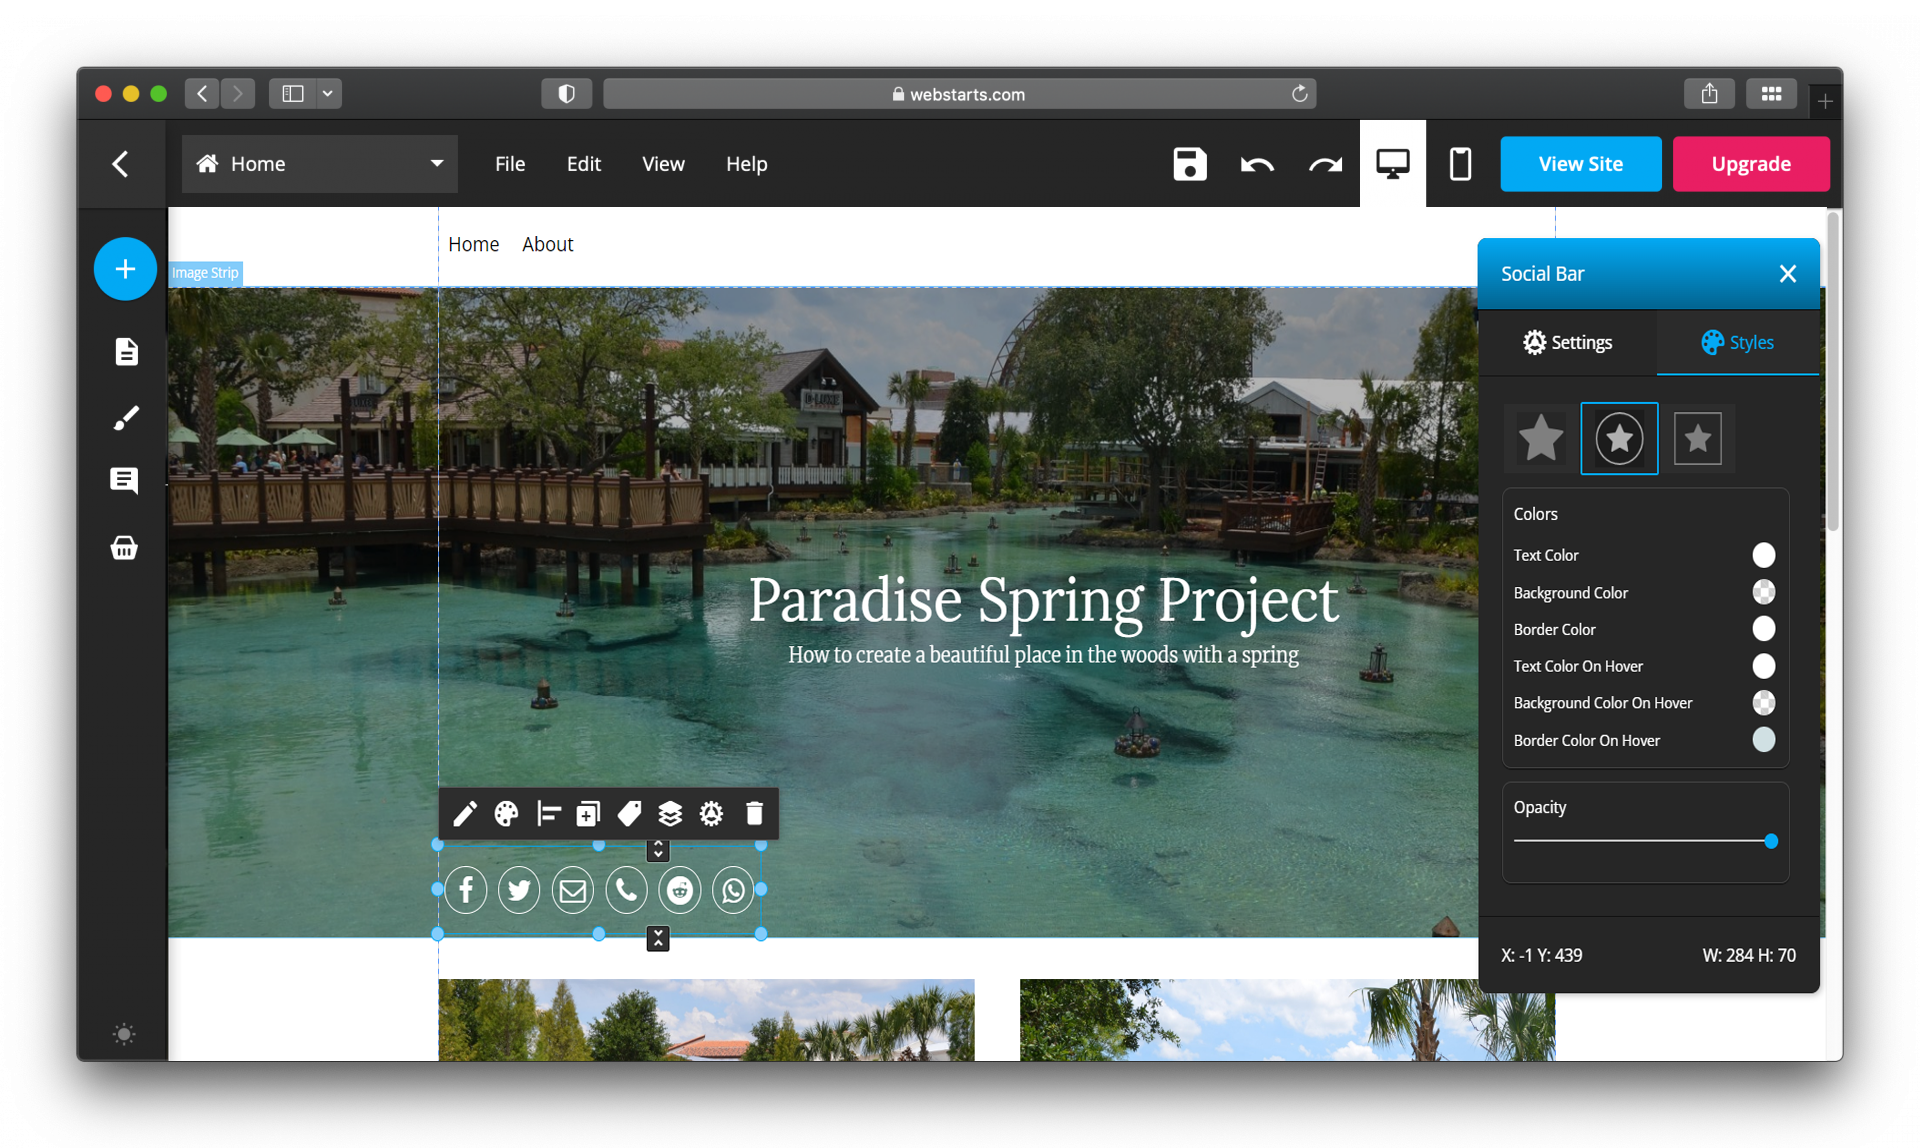 webstarts.com
Home
File Edit View Help
View Site
Upgrade
Home About
Image Strip
Social Bar
Settings
Styles
Colors
Text Color
Background Color
Border Color
Text Color On Hover
Background Color On Hover
Border Color On Hover
Opacity
X: -1 Y: 439
W: 284 H: 70
Paradise Spring Project
How to create a beautiful place in the woods with a spring